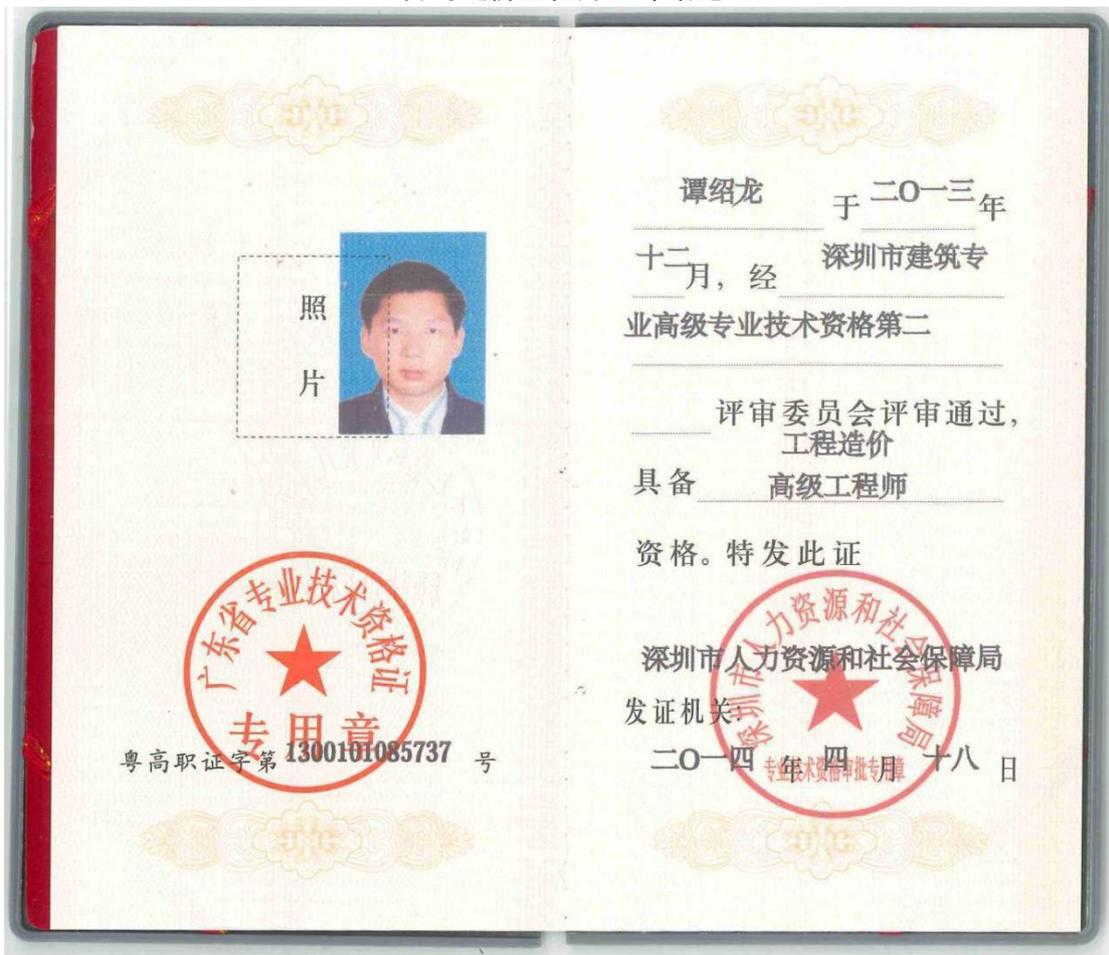 照
片
广东省专业技术资格证
专用章
粤高职证字第 1300101085737 号
谭绍龙 于 二O一三 年
十二 月，经 深圳市建筑专
业高级专业技术资格第二
评审委员会评审通过，
工程造价
具备 高级工程师
资格。特发此证
深圳市人力资源和社会保障局
深圳市人力资源和社会保障局
发证机关：
二O一四 年 四 月 十八 日
专业技术资格审批专用章